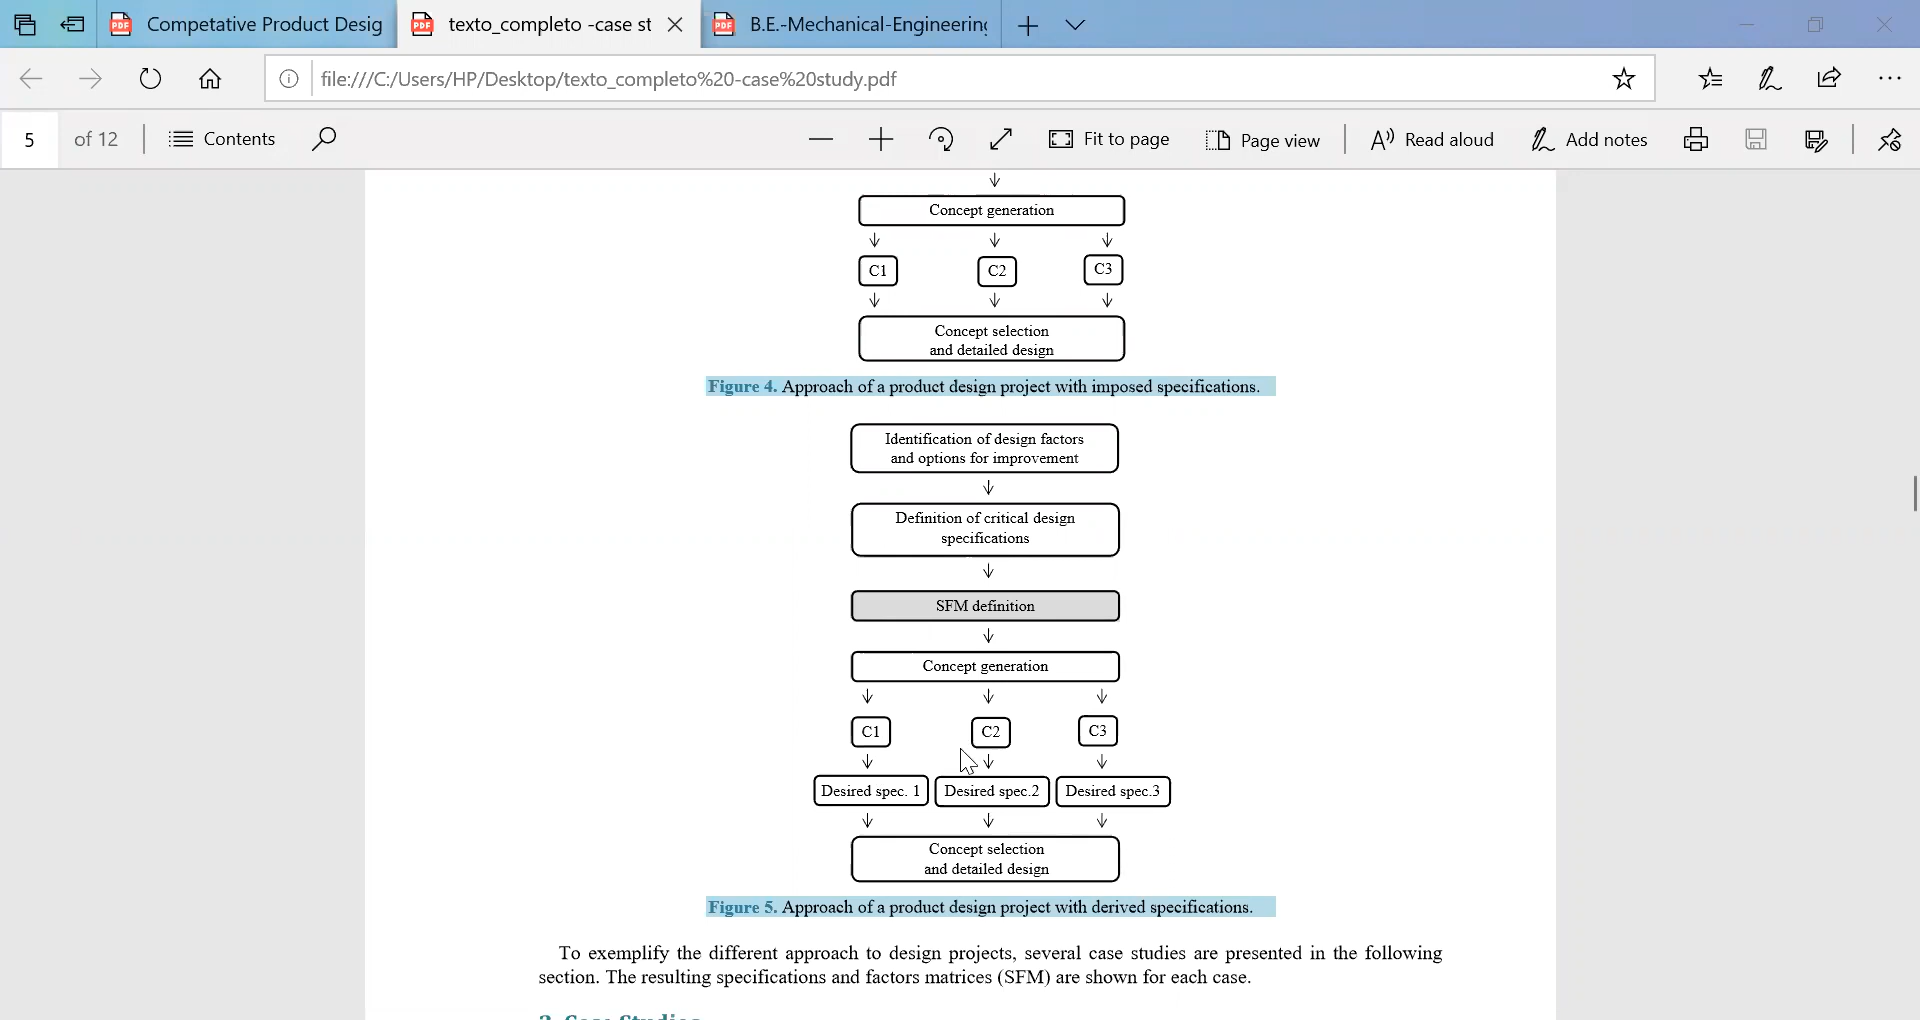 Competative Product Desig
texto_completo -case st
B.E.-Mechanical-Engineering
file:///C:/Users/HP/Desktop/texto_completo%20-case%20study.pdf
5 of 12
Contents
Fit to page
Page view
Read aloud
Add notes
Concept generation
C1 C2 C3
Concept selection
and detailed design
Figure 4. Approach of a product design project with imposed specifications.
Identification of design factors
and options for improvement
Definition of critical design
specifications
SFM definition
Concept generation
C1 C2 C3
Desired spec. 1 Desired spec.2 Desired spec.3
Concept selection
and detailed design
Figure 5. Approach of a product design project with derived specifications.
To exemplify the different approach to design projects, several case studies are presented in the following
section. The resulting specifications and factors matrices (SFM) are shown for each case.